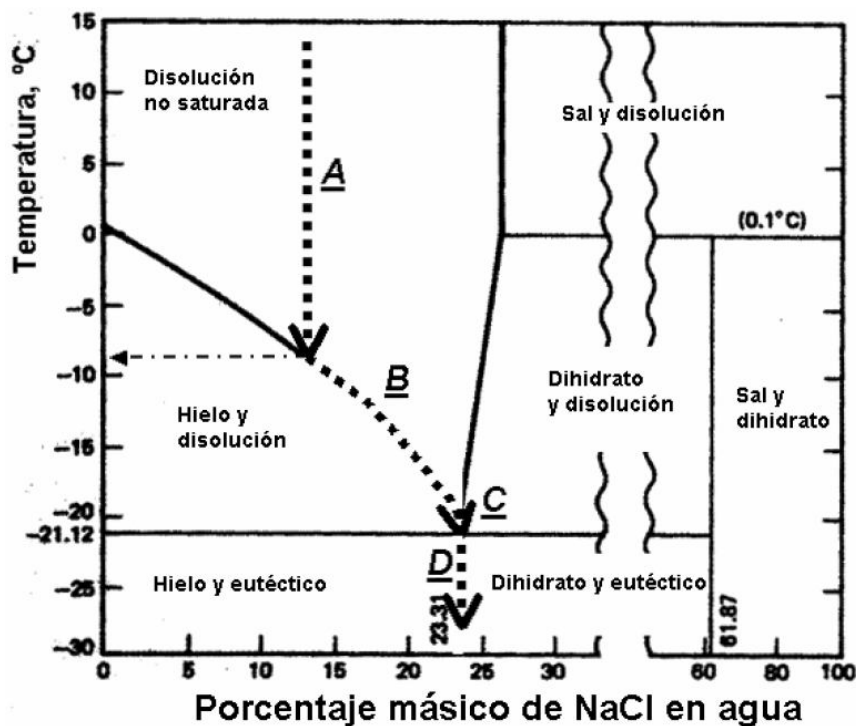 Temperatura, ºC
15
10
5
0
−5
−10
−15
−20
−21.12
−25
−30
Disolución
no saturada
A
Sal y disolución
(0.1°C)
B
Hielo y
disolución
Dihidrato
y disolución
Sal y
dihidrato
C
D
Hielo y eutéctico
23.31
Dihidrato y eutéctico
61.87
0 5 10 15 20 25 30 60 80 100
Porcentaje másico de NaCl en agua